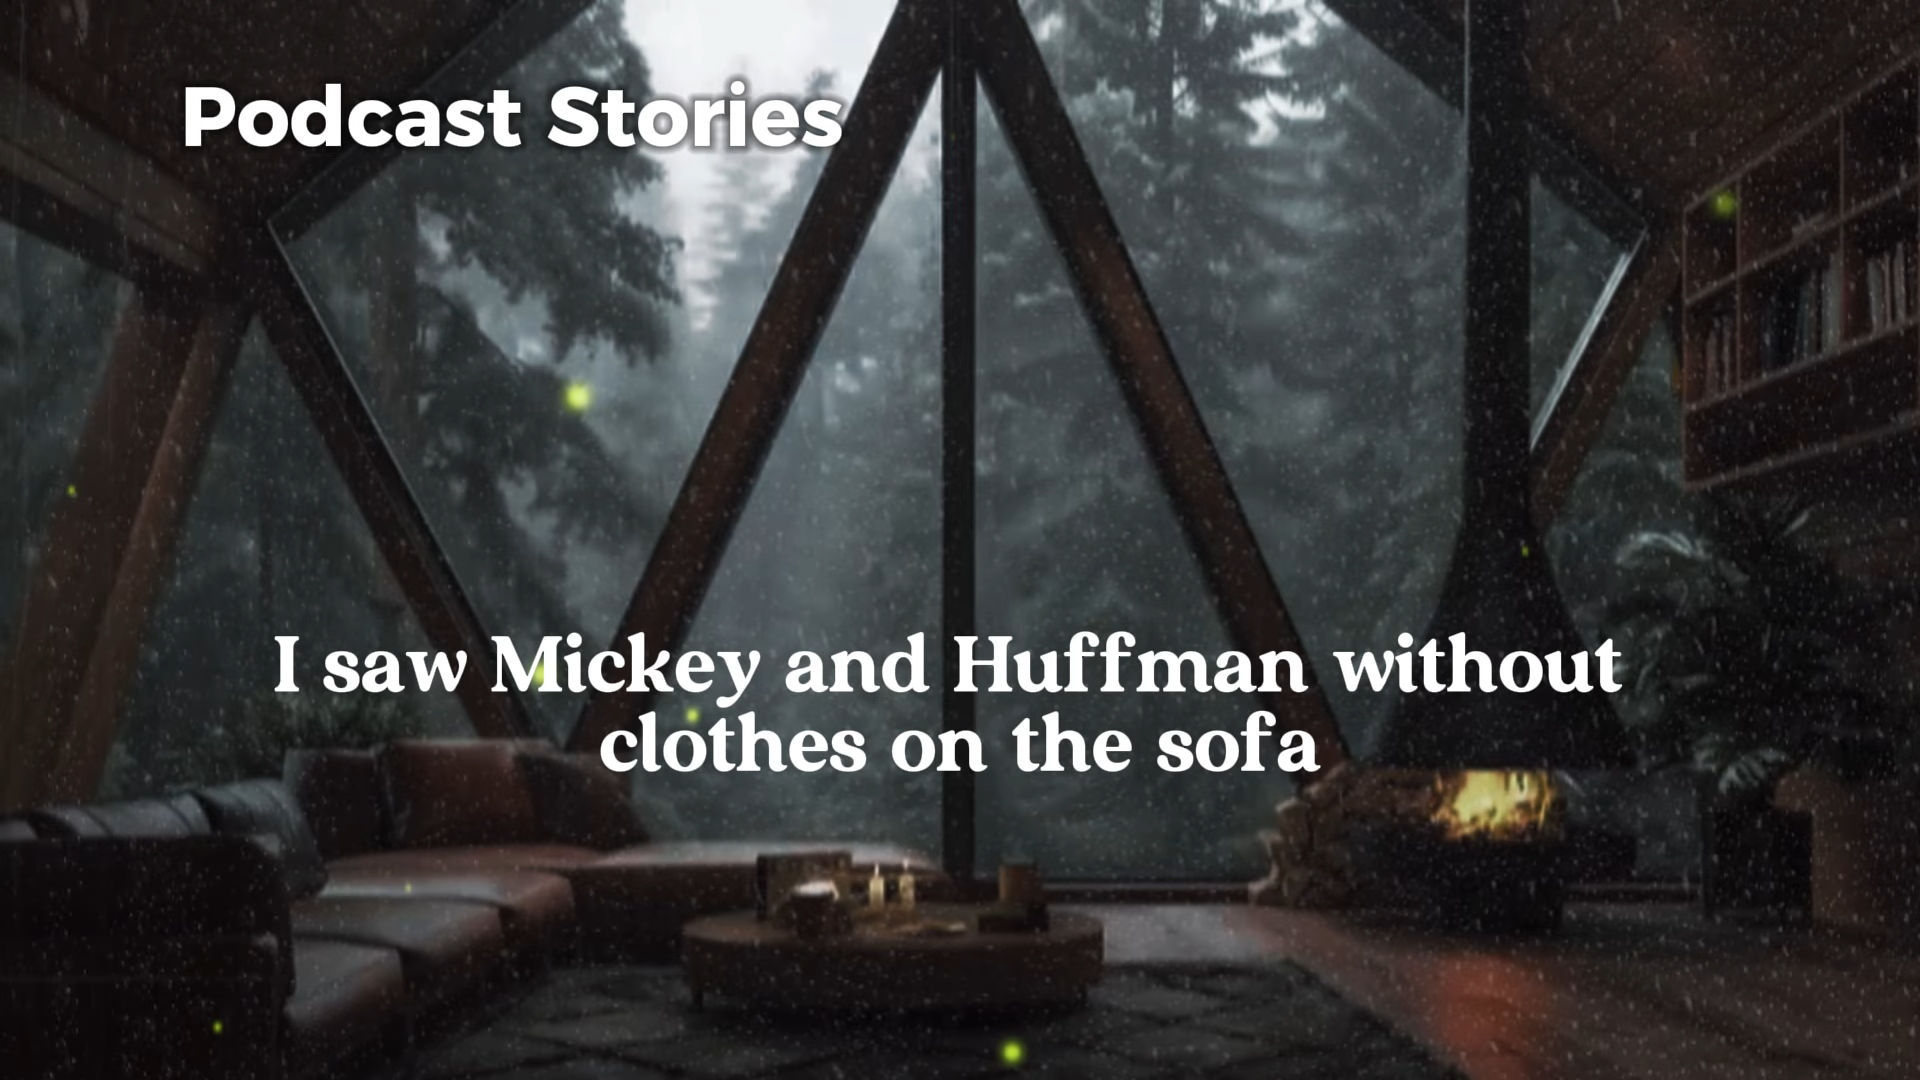 Podcast Stories
I saw Mickey and Huffman without
clothes on the sofa